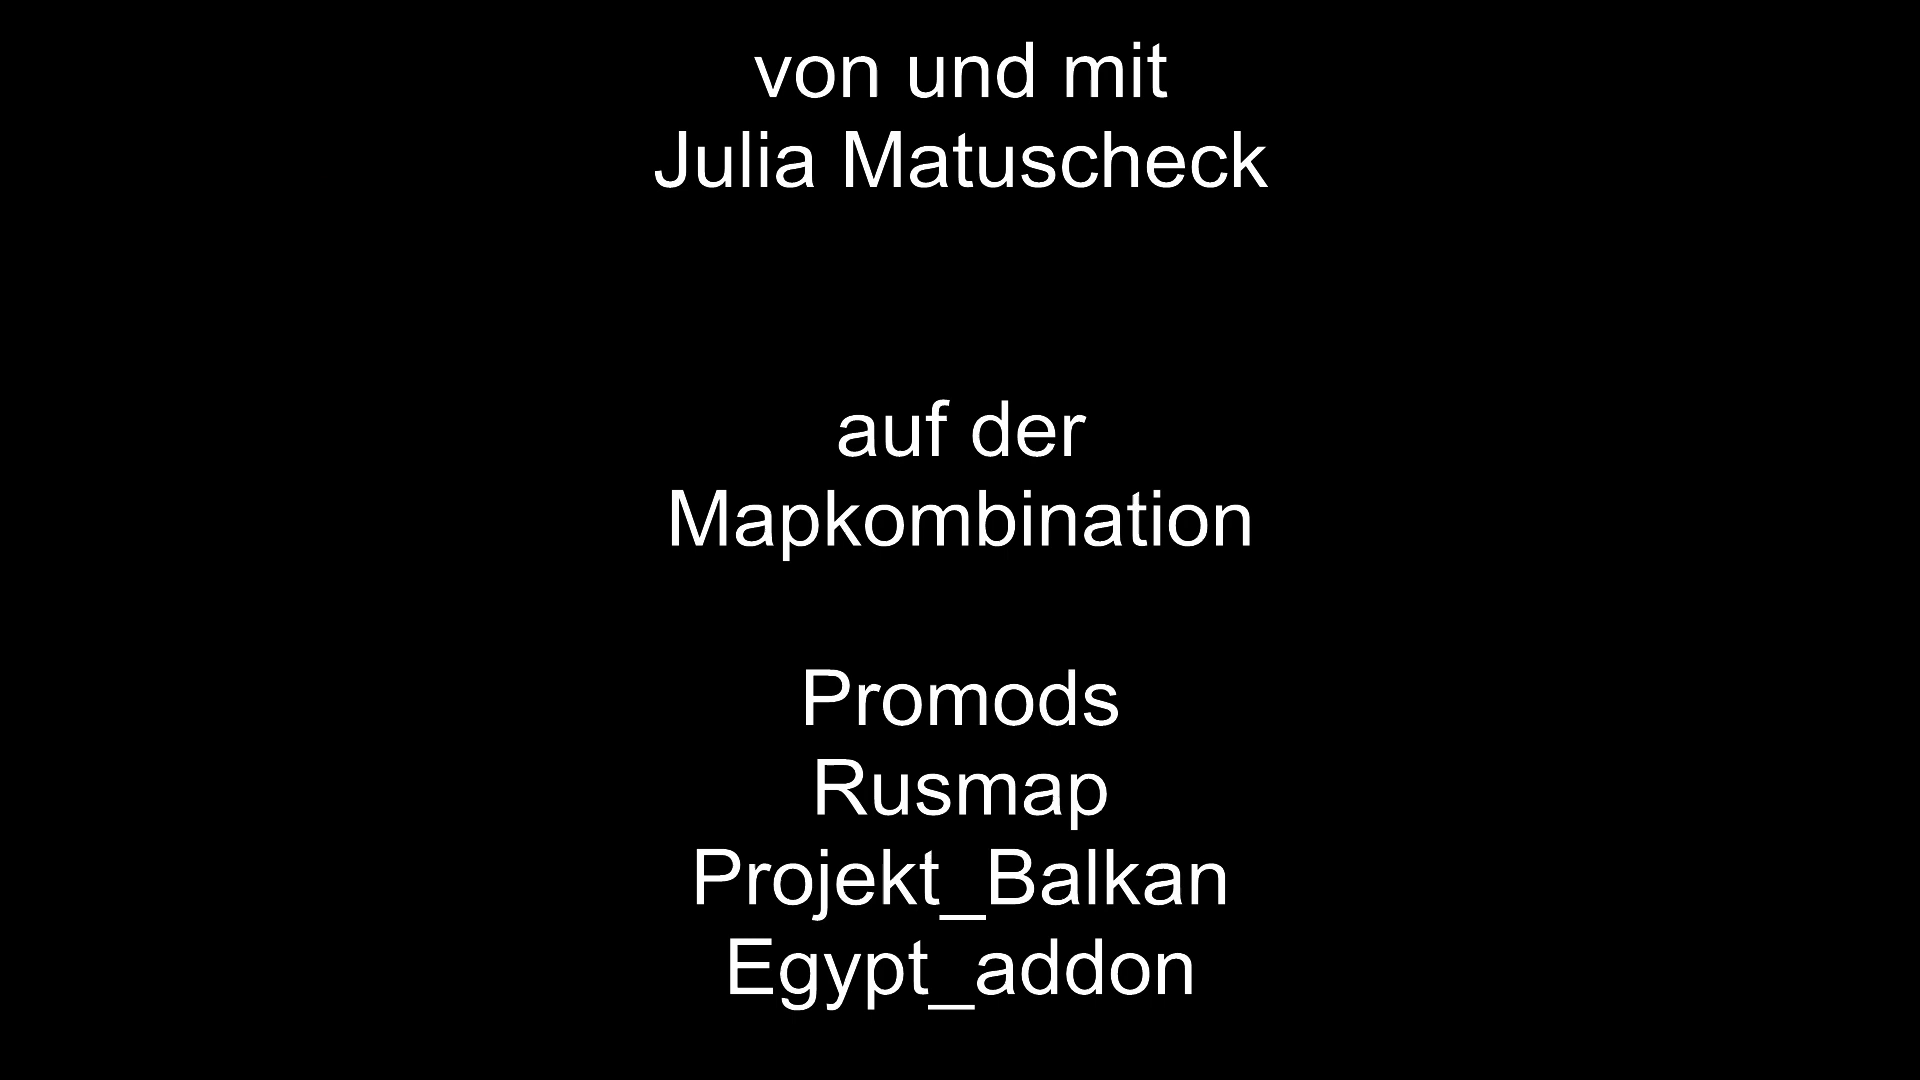 von und mit
Julia Matuscheck
auf der
Mapkombination
Promods
Rusmap
Projekt_Balkan
Egypt_addon